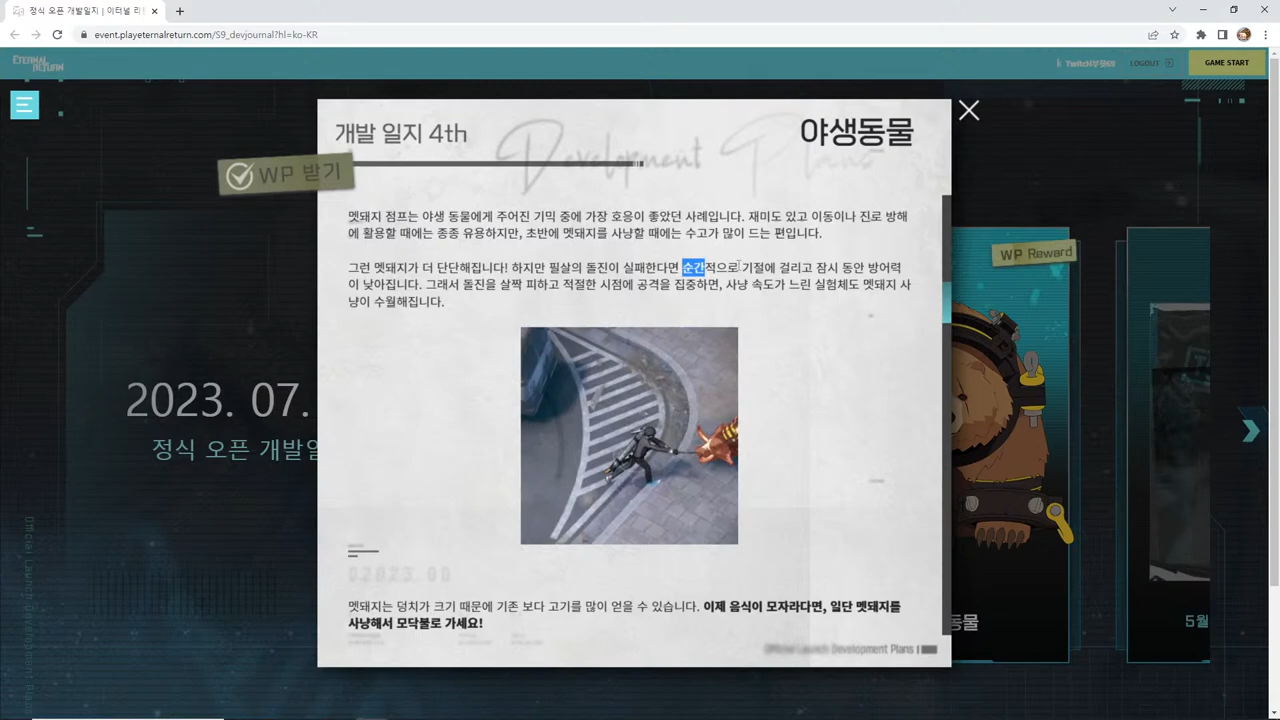 정식 오픈 개발일지 | 이터널 리
event.playeternalreturn.com/S9_devjournal?hl=ko-KR
ETERNAL RETURN
LOGOUT
GAME START
개발 일지 4th
야생동물
Development Plans
WP 받기
멧돼지 점프는 야생 동물에게 주어진 기믹 중에 가장 호응이 좋았던 사례입니다. 재미도 있고 이동이나 진로 방해
에 활용할 때에는 종종 유용하지만, 초반에 멧돼지를 사냥할 때에는 수고가 많이 드는 편입니다.
그런 멧돼지가 더 단단해집니다! 하지만 필살의 돌진이 실패한다면 순간적으로 기절에 걸리고 잠시 동안 방어력
이 낮아집니다. 그래서 돌진을 살짝 피하고 적절한 시점에 공격을 집중하면, 사냥 속도가 느린 실험체도 멧돼지 사
냥이 수월해집니다.
WP Reward
2023. 07.
정식 오픈 개발일
02023 00
멧돼지는 덩치가 크기 때문에 기존 보다 고기를 많이 얻을 수 있습니다. 이제 음식이 모자라다면, 일단 멧돼지를
사냥해서 모닥불로 가세요!
Official Launch Development Plans
동물
5월
Official Launch Development Plans